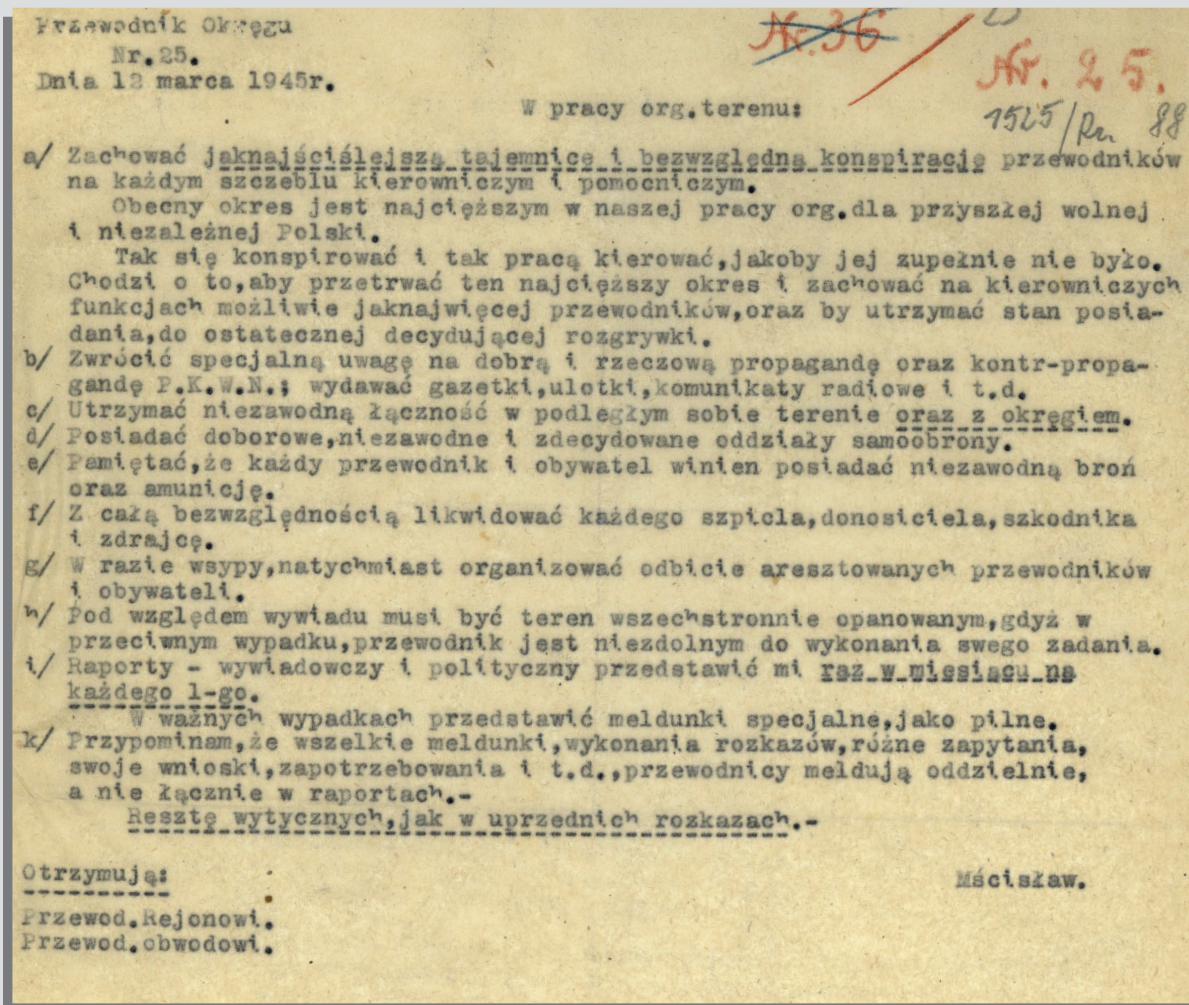 Przewodnik Okręgu
Nr.25.
Dnia 12 marca 1945r.
Nr.36
25
Nr. 25.
1525/Rn 88
W pracy org.terenu:
a/ Zachować jaknajściślejszą tajemnicę i bezwzględną konspirację przewodników
na każdym szczeblu kierowniczym i pomocniczym.
Obecny okres jest najcięższym w naszej pracy org.dla przyszłej wolnej
i niezależnej Polski.
Tak się konspirować i tak pracą kierować,jakoby jej zupełnie nie było.
Chodzi o to,aby przetrwać ten najcięższy okres i zachować na kierowniczych
funkcjach możliwie jaknajwięcej przewodników,oraz by utrzymać stan posia-
dania,do ostatecznej decydującej rozgrywki.
b/ Zwrócić specjalną uwagę na dobrą i rzeczową propagandę oraz kontr-propa-
gandę P.K.W.N.; wydawać gazetki,ulotki,komunikaty radiowe i t.d.
c/ Utrzymać niezawodną łączność w podległym sobie terenie oraz z okręgiem.
d/ Posiadać doborowe,niezawodne i zdecydowane oddziały samoobrony.
e/ Pamiętać,że każdy przewodnik i obywatel winien posiadać niezawodną broń
oraz amunicję.
f/ Z całą bezwzględnością likwidować każdego szpicla,donosiciela,szkodnika
i zdrajcę.
g/ W razie wsypy,natychmiast organizować odbicie aresztowanych przewodników
i obywateli.
h/ Pod względem wywiadu musi być teren wszechstronnie opanowanym,gdyż w
przeciwnym wypadku,przewodnik jest niezdolnym do wykonania swego zadania.
i/ Raporty - wywiadowczy i polityczny przedstawić mi raz w miesiącu na
każdego 1-go.
W ważnych wypadkach przedstawić meldunki specjalne,jako pilne.
k/ Przypominam,że wszelkie meldunki,wykonania rozkazów,różne zapytania,
swoje wnioski,zapotrzebowania i t.d.,przewodnicy meldują oddzielnie,
a nie łącznie w raportach.-
Resztę wytycznych,jak w uprzednich rozkazach.-
Otrzymują:
Mścisław.
Przewod.Rejonowi.
Przewod.obwodowi.